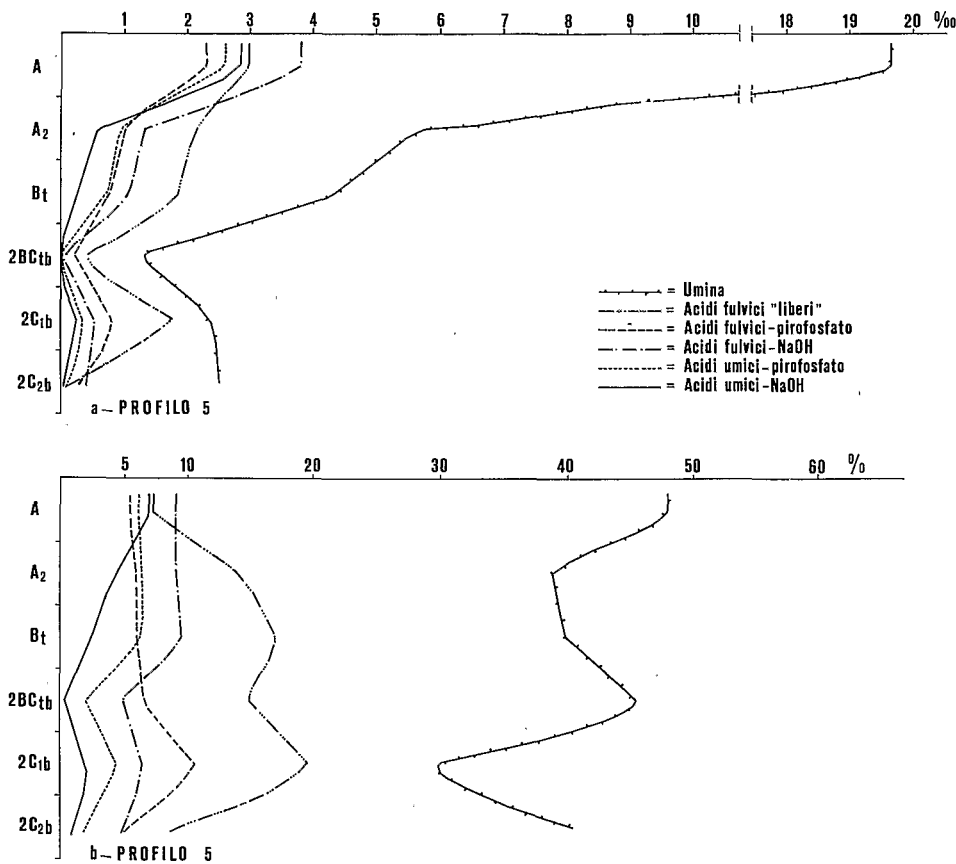 1 2 3 4 5 6 7 8 9 10 11 18 19 20 ‰
A
A₂
Bt
2BCtb
2C₁b
2C₂b
= Umina
= Acidi fulvici "liberi"
= Acidi fulvici-pirofosfato
= Acidi fulvici-NaOH
= Acidi umici-pirofosfato
= Acidi umici-NaOH
a – PROFILO 5
5 10 20 30 40 50 60 %
A
A₂
Bt
2BCtb
2C₁b
2C₂b
b – PROFILO 5